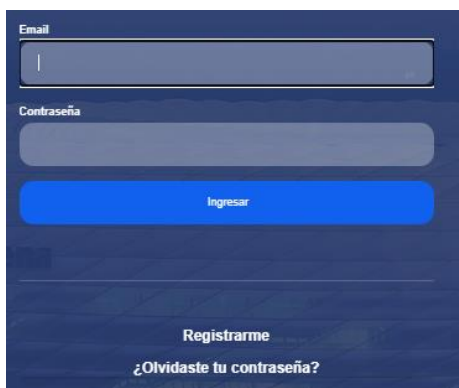 Email
Contraseña
Ingresar
Registrarme
¿Olvidaste tu contraseña?